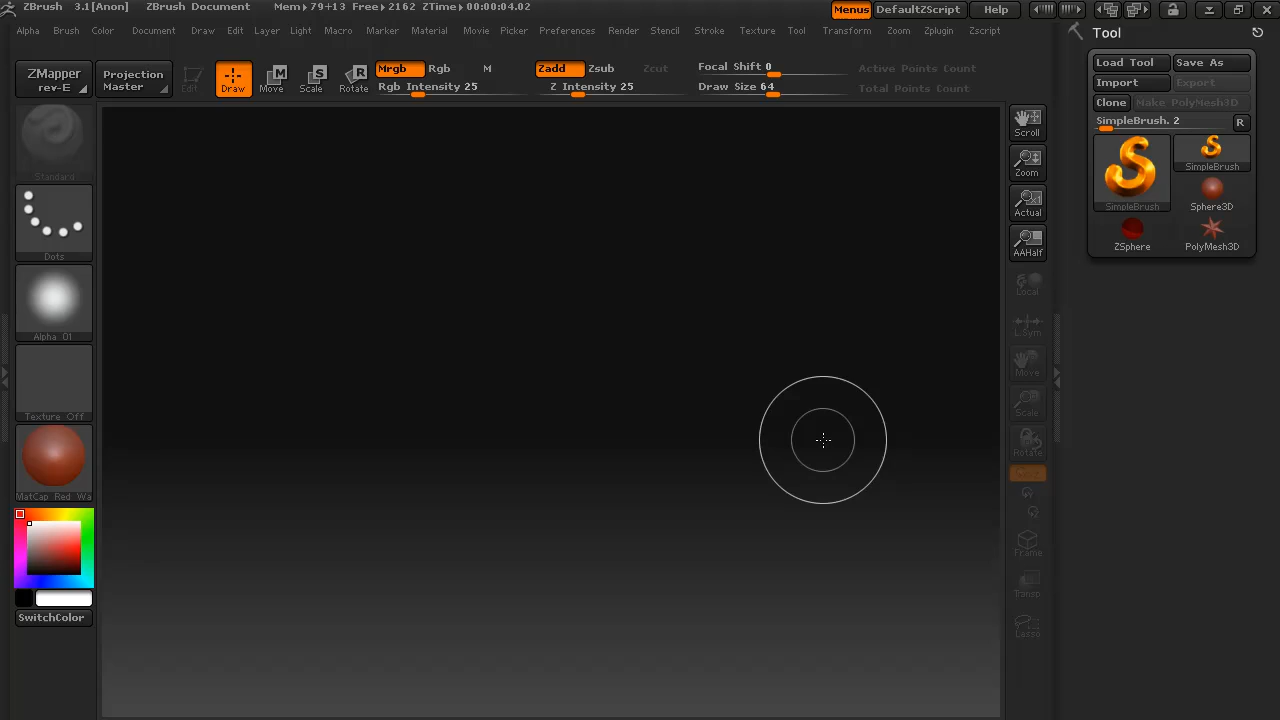 ZBrush 3.1[Anon] ZBrush Document Mem▸79+13 Free▸2162 ZTime▸00:00:04.02 Menus DefaultZScript Help
Alpha Brush Color Document Draw Edit Layer Light Macro Marker Material Movie Picker Preferences Render Stencil Stroke Texture Tool Transform Zoom Zplugin Zscript
Tool
ZMapper
rev-E
Projection
Master
Edit
Draw
Move
Scale
Rotate
Mrgb Rgb M
Rgb Intensity 25
Zadd Zsub Zcut
Z Intensity 25
Focal Shift 0
Draw Size 64
Active Points Count
Total Points Count
Load Tool Save As
Import Export
Clone Make PolyMesh3D
SimpleBrush. 2 R
SimpleBrush
SimpleBrush
Sphere3D
ZSphere
PolyMesh3D
Standard
Dots
Alpha 01
Texture Off
MatCap Red Wa
SwitchColor
Scroll
Zoom
Actual
AAHalf
Local
L.Sym
Move
Scale
Rotate
Frame
Transp
Lasso